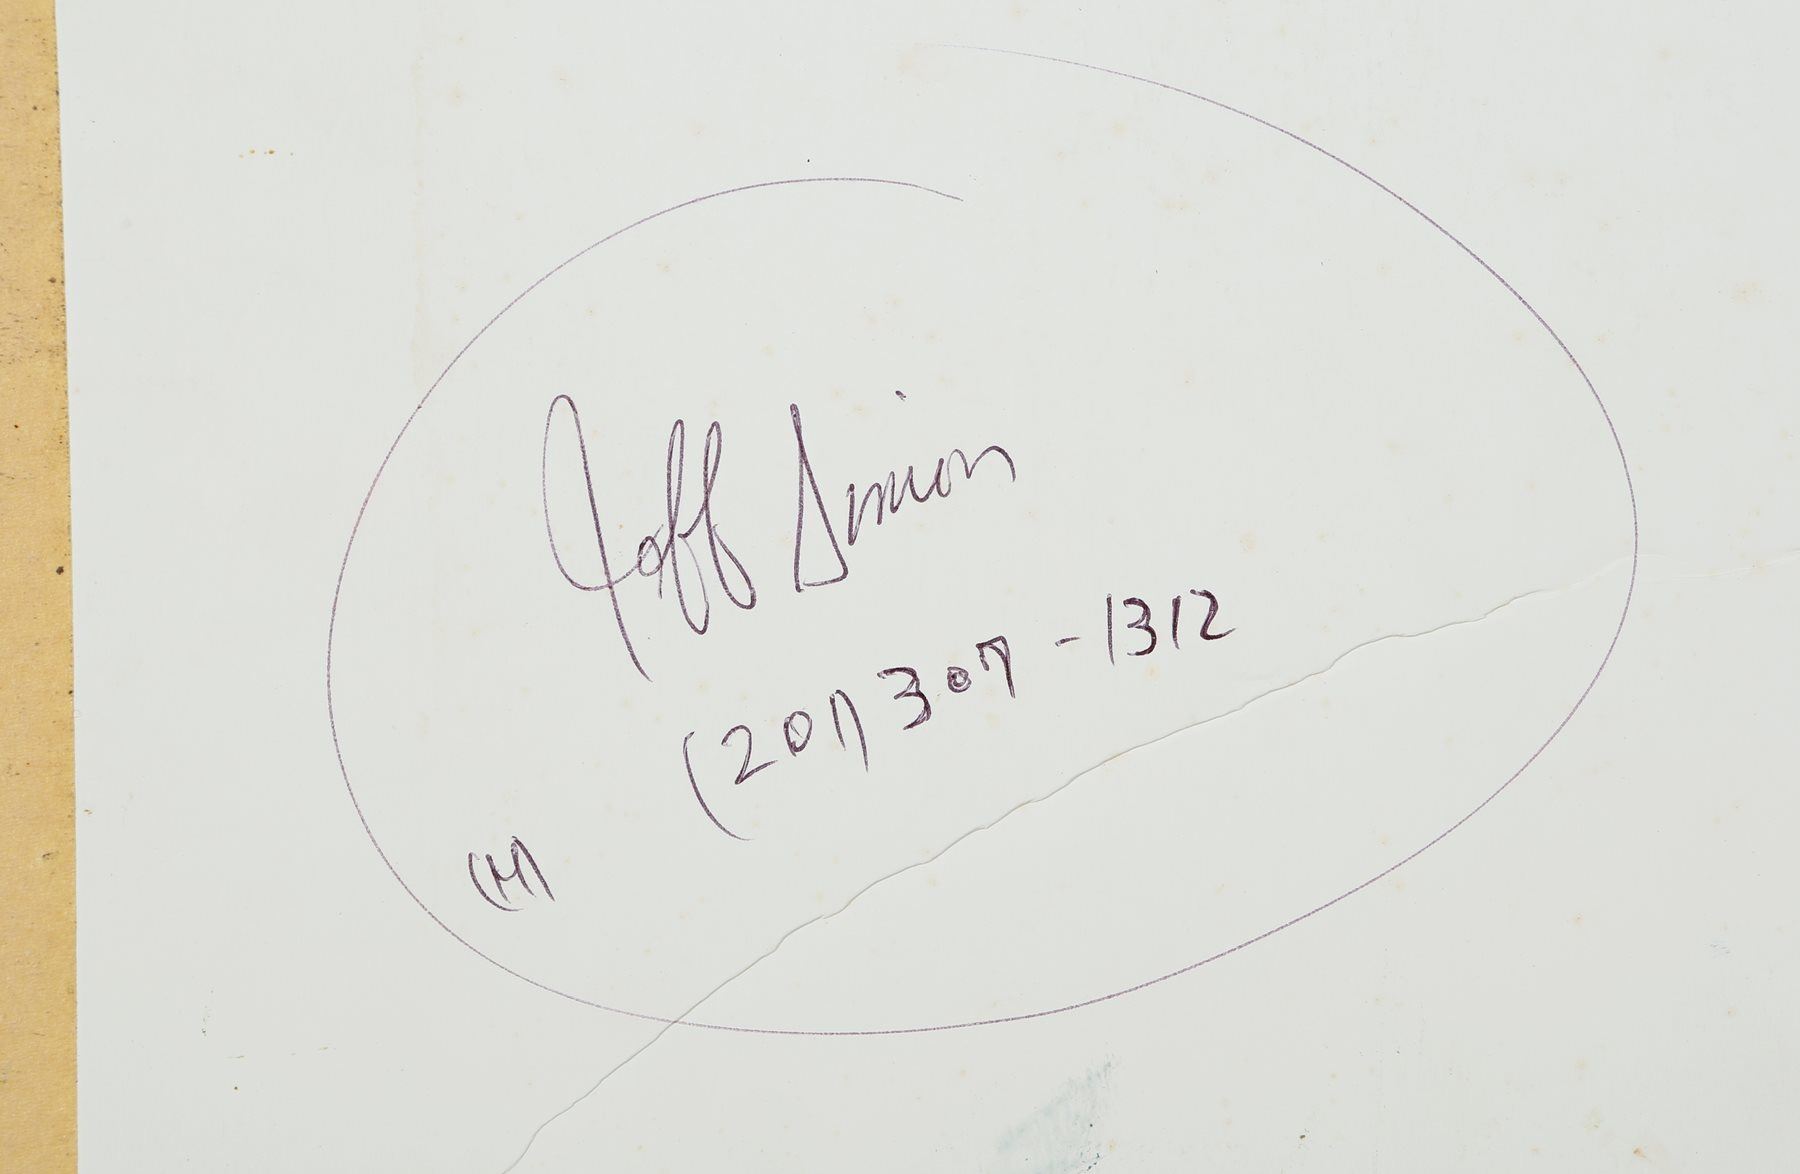 Jeff Simon
(201) 307-1312
(H)